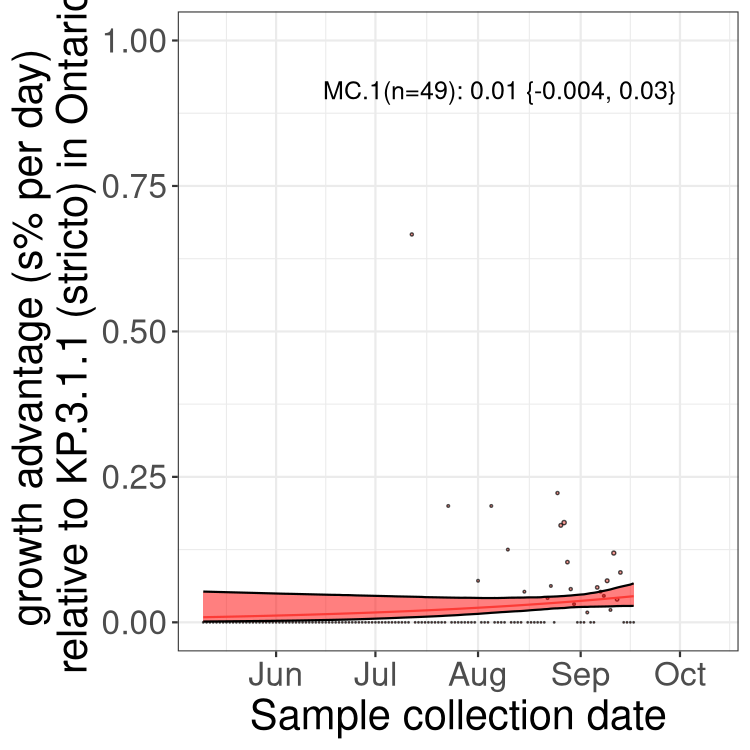 growth advantage (s% per day)
relative to KP.3.1.1 (stricto) in Ontario
1.00
0.75
0.50
0.25
0.00
MC.1(n=49): 0.01 {-0.004, 0.03}
Jun Jul Aug Sep Oct
Sample collection date